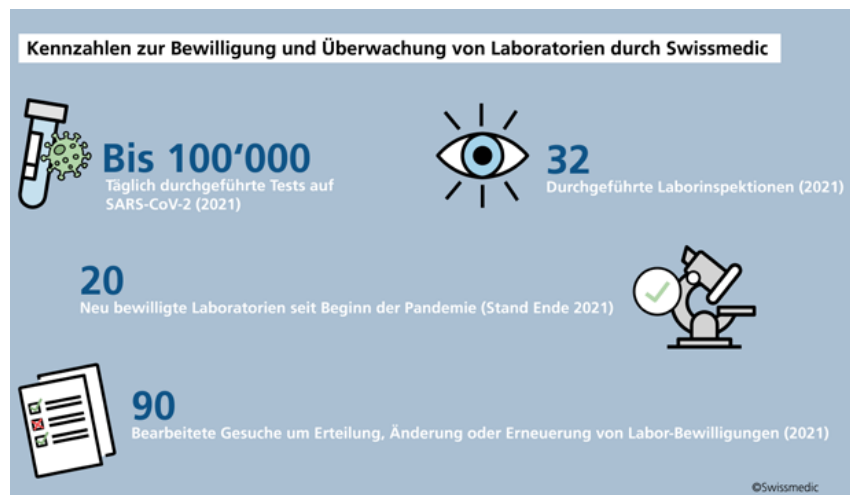 Kennzahlen zur Bewilligung und Überwachung von Laboratorien durch Swissmedic
Bis 100‘000
Täglich durchgeführte Tests auf
SARS-CoV-2 (2021)
32
Durchgeführte Laborinspektionen (2021)
20
Neu bewilligte Laboratorien seit Beginn der Pandemie (Stand Ende 2021)
90
Bearbeitete Gesuche um Erteilung, Änderung oder Erneuerung von Labor-Bewilligungen (2021)
©Swissmedic